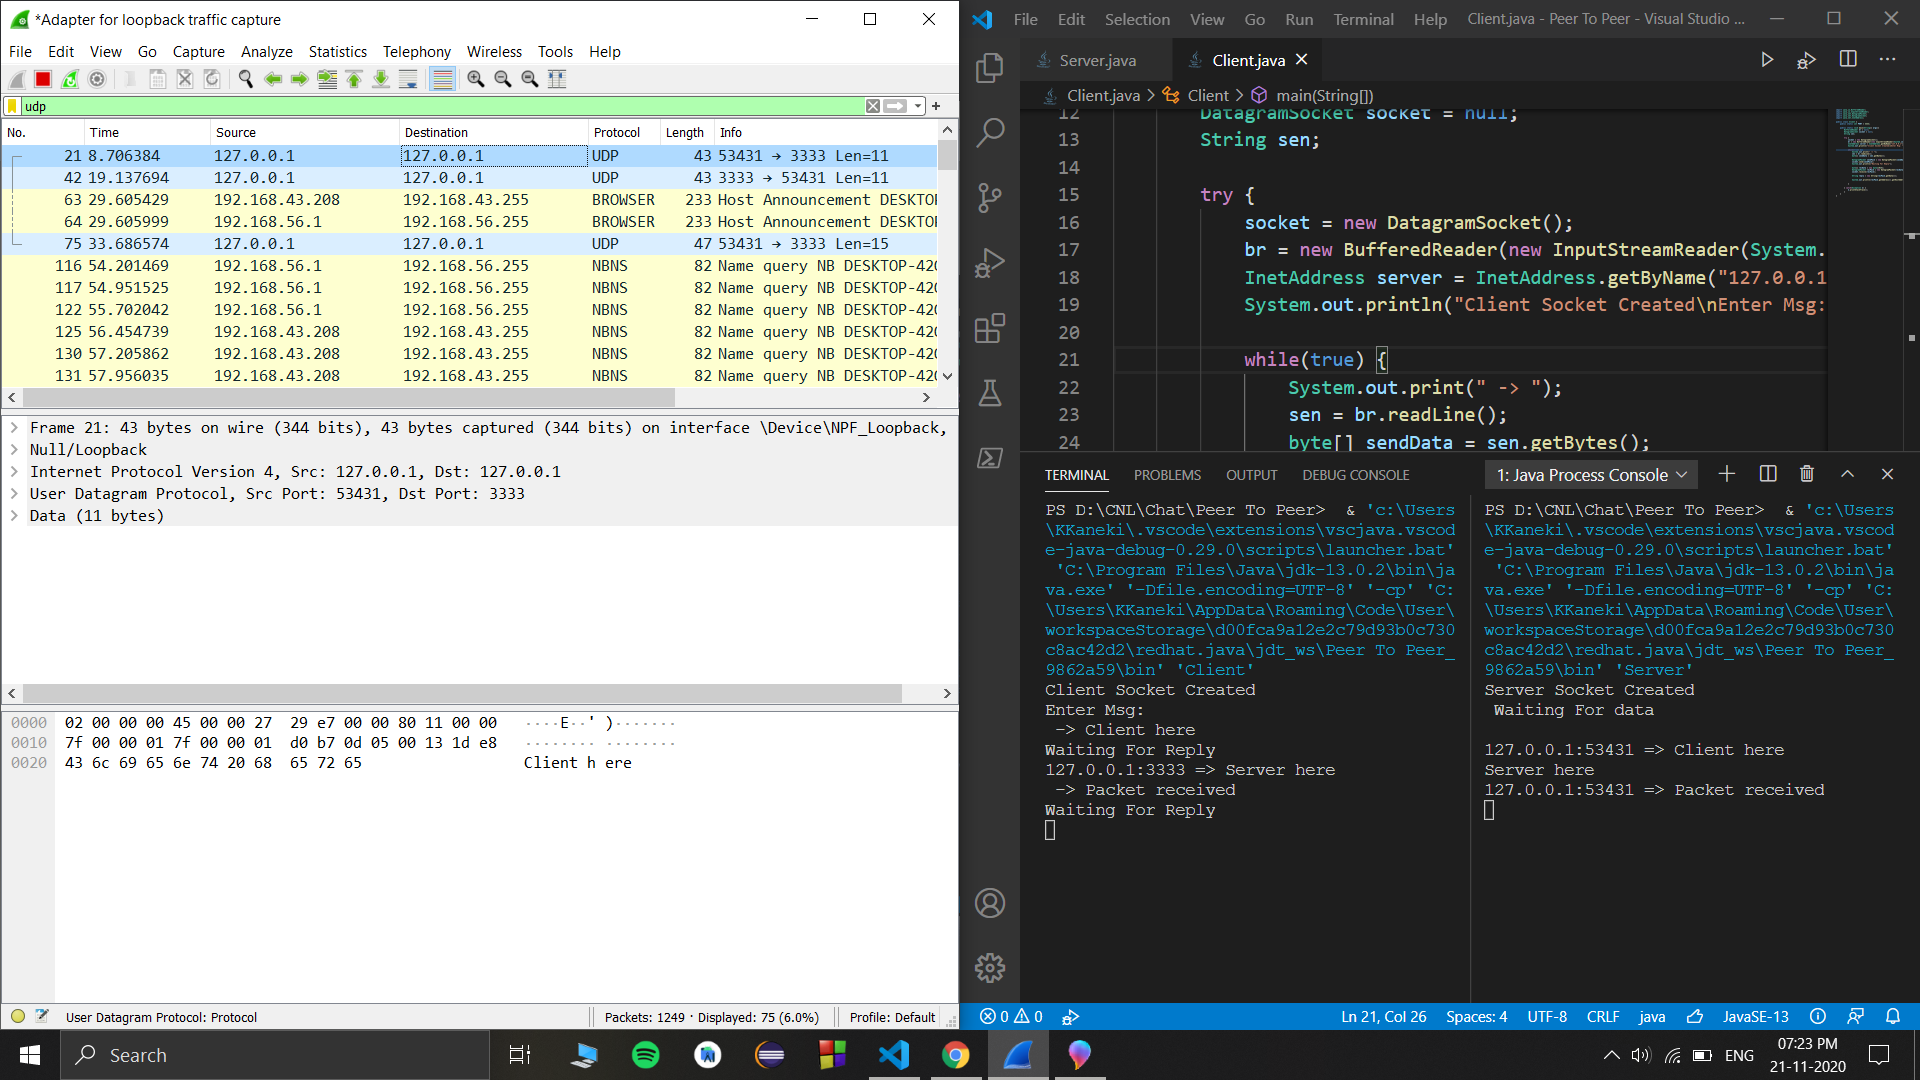 *Adapter for loopback traffic capture
File Edit View Go Capture Analyze Statistics Telephony Wireless Tools Help
udp
No. Time Source Destination Protocol Length Info
21 8.706384 127.0.0.1 127.0.0.1 UDP 43 53431 → 3333 Len=11
42 19.137694 127.0.0.1 127.0.0.1 UDP 43 3333 → 53431 Len=11
63 29.605429 192.168.43.208 192.168.43.255 BROWSER 233 Host Announcement DESKTOP
64 29.605999 192.168.56.1 192.168.56.255 BROWSER 233 Host Announcement DESKTOP
75 33.686574 127.0.0.1 127.0.0.1 UDP 47 53431 → 3333 Len=15
116 54.201469 192.168.56.1 192.168.56.255 NBNS 82 Name query NB DESKTOP-420
117 54.951525 192.168.56.1 192.168.56.255 NBNS 82 Name query NB DESKTOP-420
122 55.702042 192.168.56.1 192.168.56.255 NBNS 82 Name query NB DESKTOP-420
125 56.454739 192.168.43.208 192.168.43.255 NBNS 82 Name query NB DESKTOP-420
130 57.205862 192.168.43.208 192.168.43.255 NBNS 82 Name query NB DESKTOP-420
131 57.956035 192.168.43.208 192.168.43.255 NBNS 82 Name query NB DESKTOP-420
Frame 21: 43 bytes on wire (344 bits), 43 bytes captured (344 bits) on interface \Device\NPF_Loopback,
Null/Loopback
Internet Protocol Version 4, Src: 127.0.0.1, Dst: 127.0.0.1
User Datagram Protocol, Src Port: 53431, Dst Port: 3333
Data (11 bytes)
0000 02 00 00 00 45 00 00 27 29 e7 00 00 80 11 00 00 ····E··' )·······
0010 7f 00 00 01 7f 00 00 01 d0 b7 0d 05 00 13 1d e8 ········ ········
0020 43 6c 69 65 6e 74 20 68 65 72 65 Client h ere
User Datagram Protocol: Protocol Packets: 1249 · Displayed: 75 (6.0%) Profile: Default
File Edit Selection View Go Run Terminal Help Client.java - Peer To Peer - Visual Studio ...
Server.java Client.java
Client.java > Client > main(String[])
12 DatagramSocket socket = null;
13 String sen;
14
15 try {
16 socket = new DatagramSocket();
17 br = new BufferedReader(new InputStreamReader(System.
18 InetAddress server = InetAddress.getByName("127.0.0.1
19 System.out.println("Client Socket Created\nEnter Msg:
20
21 while(true) {
22 System.out.print(" -> ");
23 sen = br.readLine();
24 byte[] sendData = sen.getBytes();
TERMINAL PROBLEMS OUTPUT DEBUG CONSOLE 1: Java Process Console
PS D:\CNL\Chat\Peer To Peer> & 'c:\Users
\KKaneki\.vscode\extensions\vscjava.vscod
e-java-debug-0.29.0\scripts\launcher.bat'
'C:\Program Files\Java\jdk-13.0.2\bin\ja
va.exe' '-Dfile.encoding=UTF-8' '-cp' 'C:
\Users\KKaneki\AppData\Roaming\Code\User\
workspaceStorage\d00fca9a12e2c79d93b0c730
c8ac42d2\redhat.java\jdt_ws\Peer To Peer_
9862a59\bin' 'Client'
Client Socket Created
Enter Msg:
-> Client here
Waiting For Reply
127.0.0.1:3333 => Server here
-> Packet received
Waiting For Reply
PS D:\CNL\Chat\Peer To Peer> & 'c:\Users
\KKaneki\.vscode\extensions\vscjava.vscod
e-java-debug-0.29.0\scripts\launcher.bat'
'C:\Program Files\Java\jdk-13.0.2\bin\ja
va.exe' '-Dfile.encoding=UTF-8' '-cp' 'C:
\Users\KKaneki\AppData\Roaming\Code\User\
workspaceStorage\d00fca9a12e2c79d93b0c730
c8ac42d2\redhat.java\jdt_ws\Peer To Peer_
9862a59\bin' 'Server'
Server Socket Created
Waiting For data
127.0.0.1:53431 => Client here
Server here
127.0.0.1:53431 => Packet received
0 0 Ln 21, Col 26 Spaces: 4 UTF-8 CRLF java JavaSE-13
Search
ENG
07:23 PM
21-11-2020